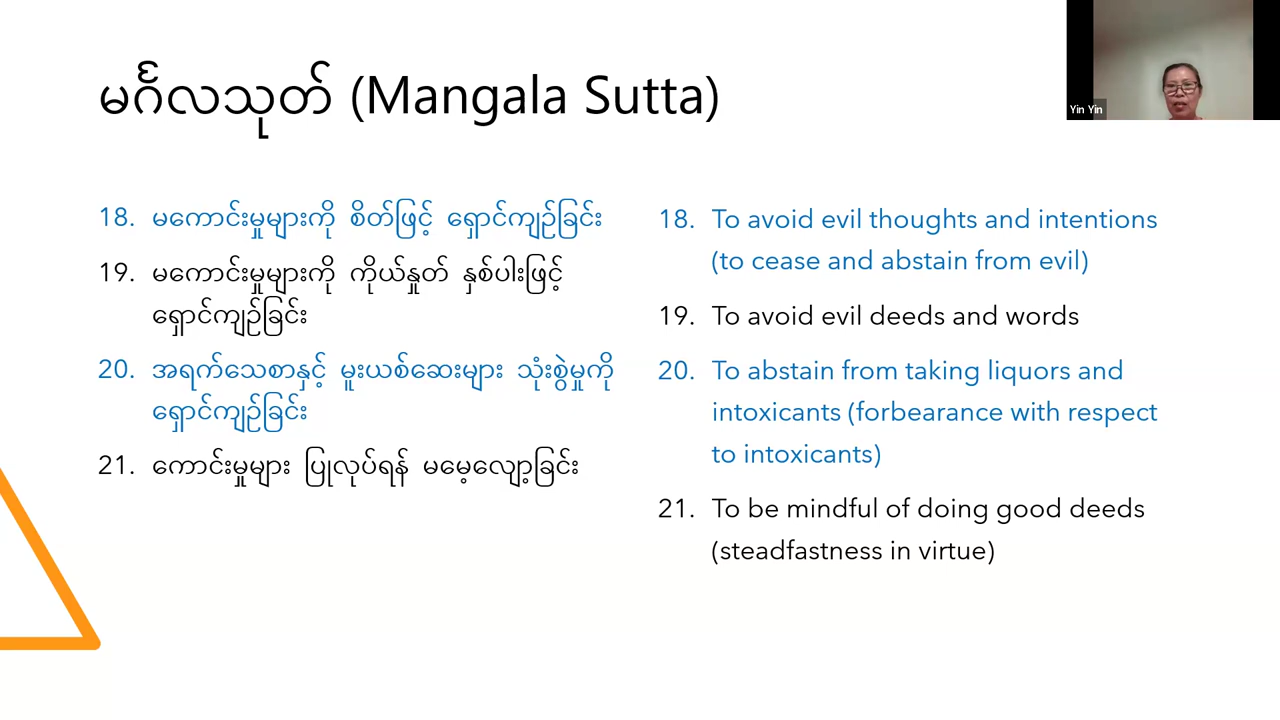 မင်္ဂလသုတ် (Mangala Sutta)
Yin Yin
18. မကောင်းမှုများကို စိတ်ဖြင့် ရှောင်ကျဉ်ခြင်း
19. မကောင်းမှုများကို ကိုယ်နှုတ် နှစ်ပါးဖြင့်
ရှောင်ကျဉ်ခြင်း
20. အရက်သေစာနှင့် မူးယစ်ဆေးများ သုံးစွဲမှုကို
ရှောင်ကျဉ်ခြင်း
21. ကောင်းမှုများ ပြုလုပ်ရန် မမေ့လျော့ခြင်း
18. To avoid evil thoughts and intentions
(to cease and abstain from evil)
19. To avoid evil deeds and words
20. To abstain from taking liquors and
intoxicants (forbearance with respect
to intoxicants)
21. To be mindful of doing good deeds
(steadfastness in virtue)